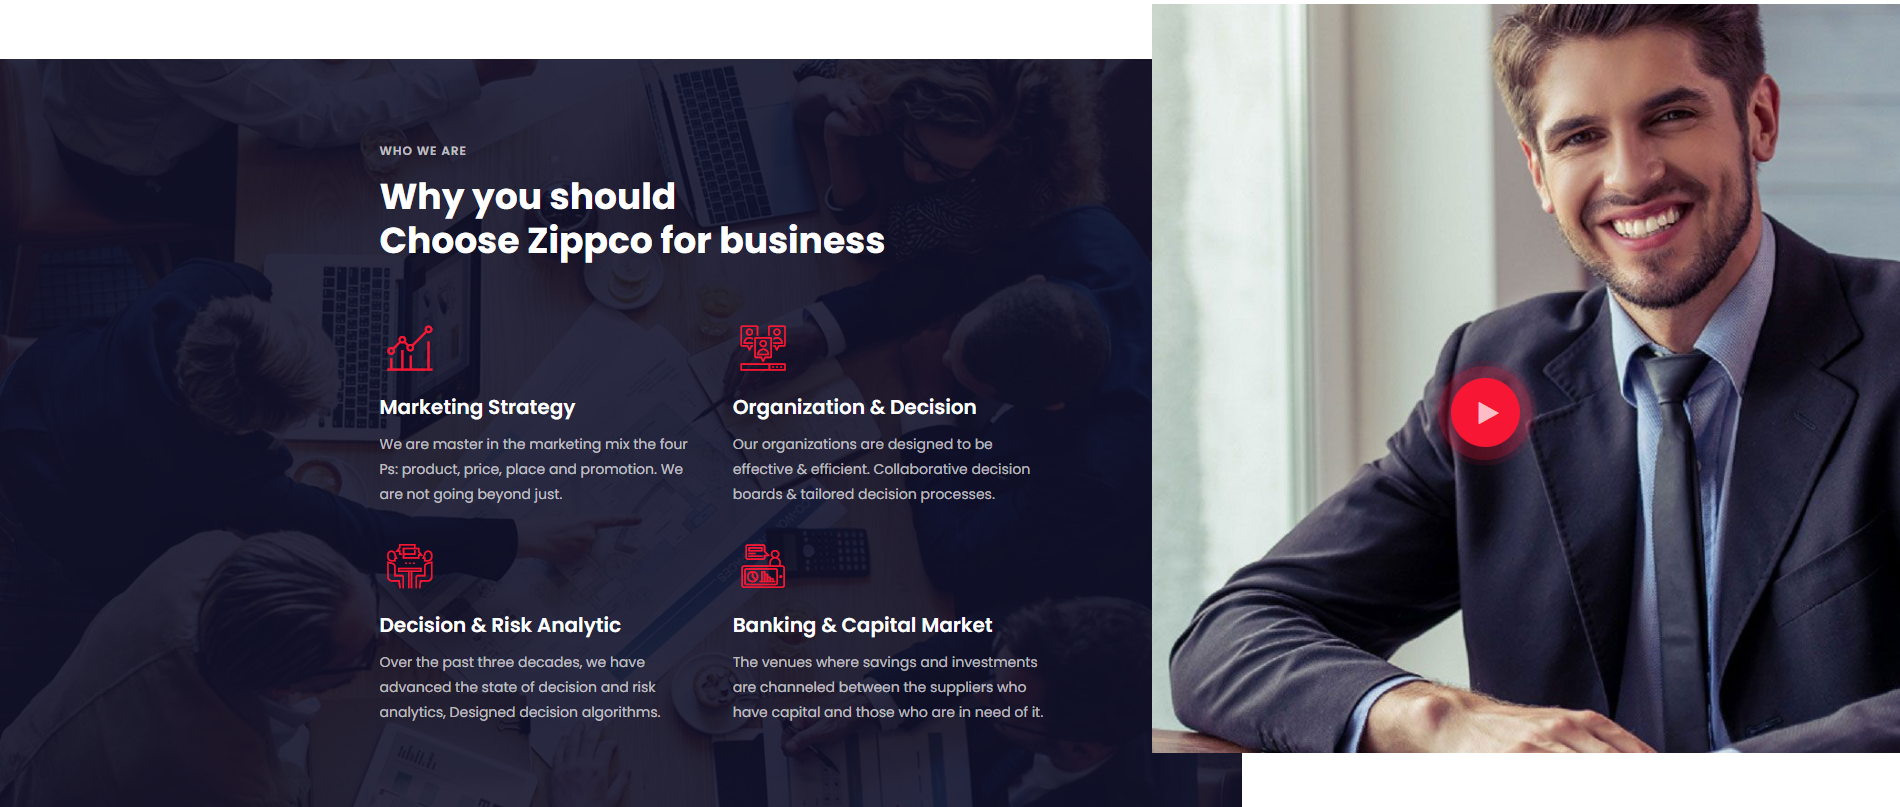 WHO WE ARE
Why you should
Choose Zippco for business
Marketing Strategy
We are master in the marketing mix the four
Ps: product, price, place and promotion. We
are not going beyond just.
Organization & Decision
Our organizations are designed to be
effective & efficient. Collaborative decision
boards & tailored decision processes.
Decision & Risk Analytic
Over the past three decades, we have
advanced the state of decision and risk
analytics, Designed decision algorithms.
Banking & Capital Market
The venues where savings and investments
are channeled between the suppliers who
have capital and those who are in need of it.